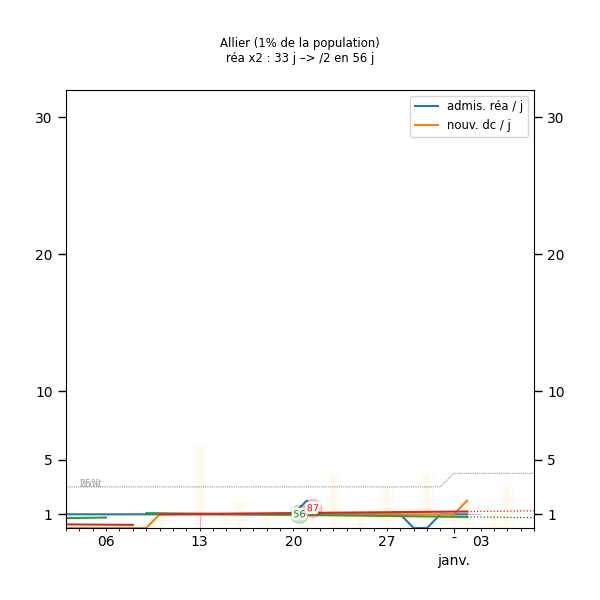 Allier (1% de la population)
réa x2 : 33 j –> /2 en 56 j
admis. réa / j
nouv. dc / j
30 30
20 20
10 10
5 5
56 87
1 1
06 13 20 27 - 03
janv.